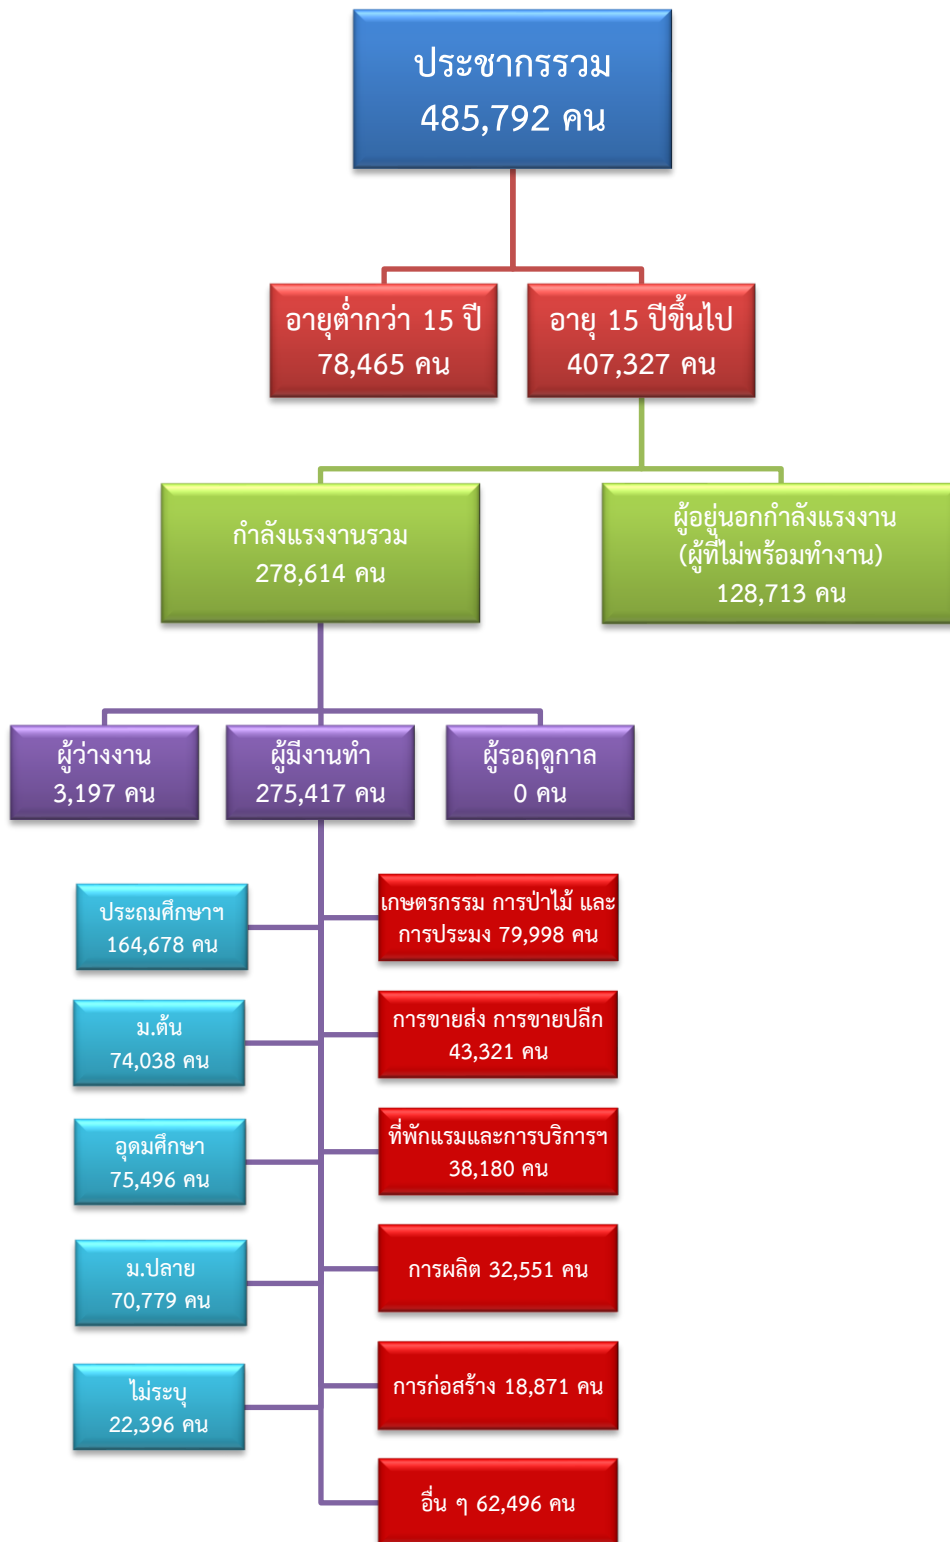 ประชากรรวม
485,792 คน
อายุต่ำกว่า 15 ปี
78,465 คน
อายุ 15 ปีขึ้นไป
407,327 คน
กำลังแรงงานรวม
278,614 คน
ผู้อยู่นอกกำลังแรงงาน
(ผู้ที่ไม่พร้อมทำงาน)
128,713 คน
ผู้ว่างงาน
3,197 คน
ผู้มีงานทำ
275,417 คน
ผู้รอฤดูกาล
0 คน
ประถมศึกษาฯ
164,678 คน
ม.ต้น
74,038 คน
อุดมศึกษา
75,496 คน
ม.ปลาย
70,779 คน
ไม่ระบุ
22,396 คน
เกษตรกรรม การป่าไม้ และ
การประมง 79,998 คน
การขายส่ง การขายปลีก
43,321 คน
ที่พักแรมและการบริการฯ
38,180 คน
การผลิต 32,551 คน
การก่อสร้าง 18,871 คน
อื่น ๆ 62,496 คน